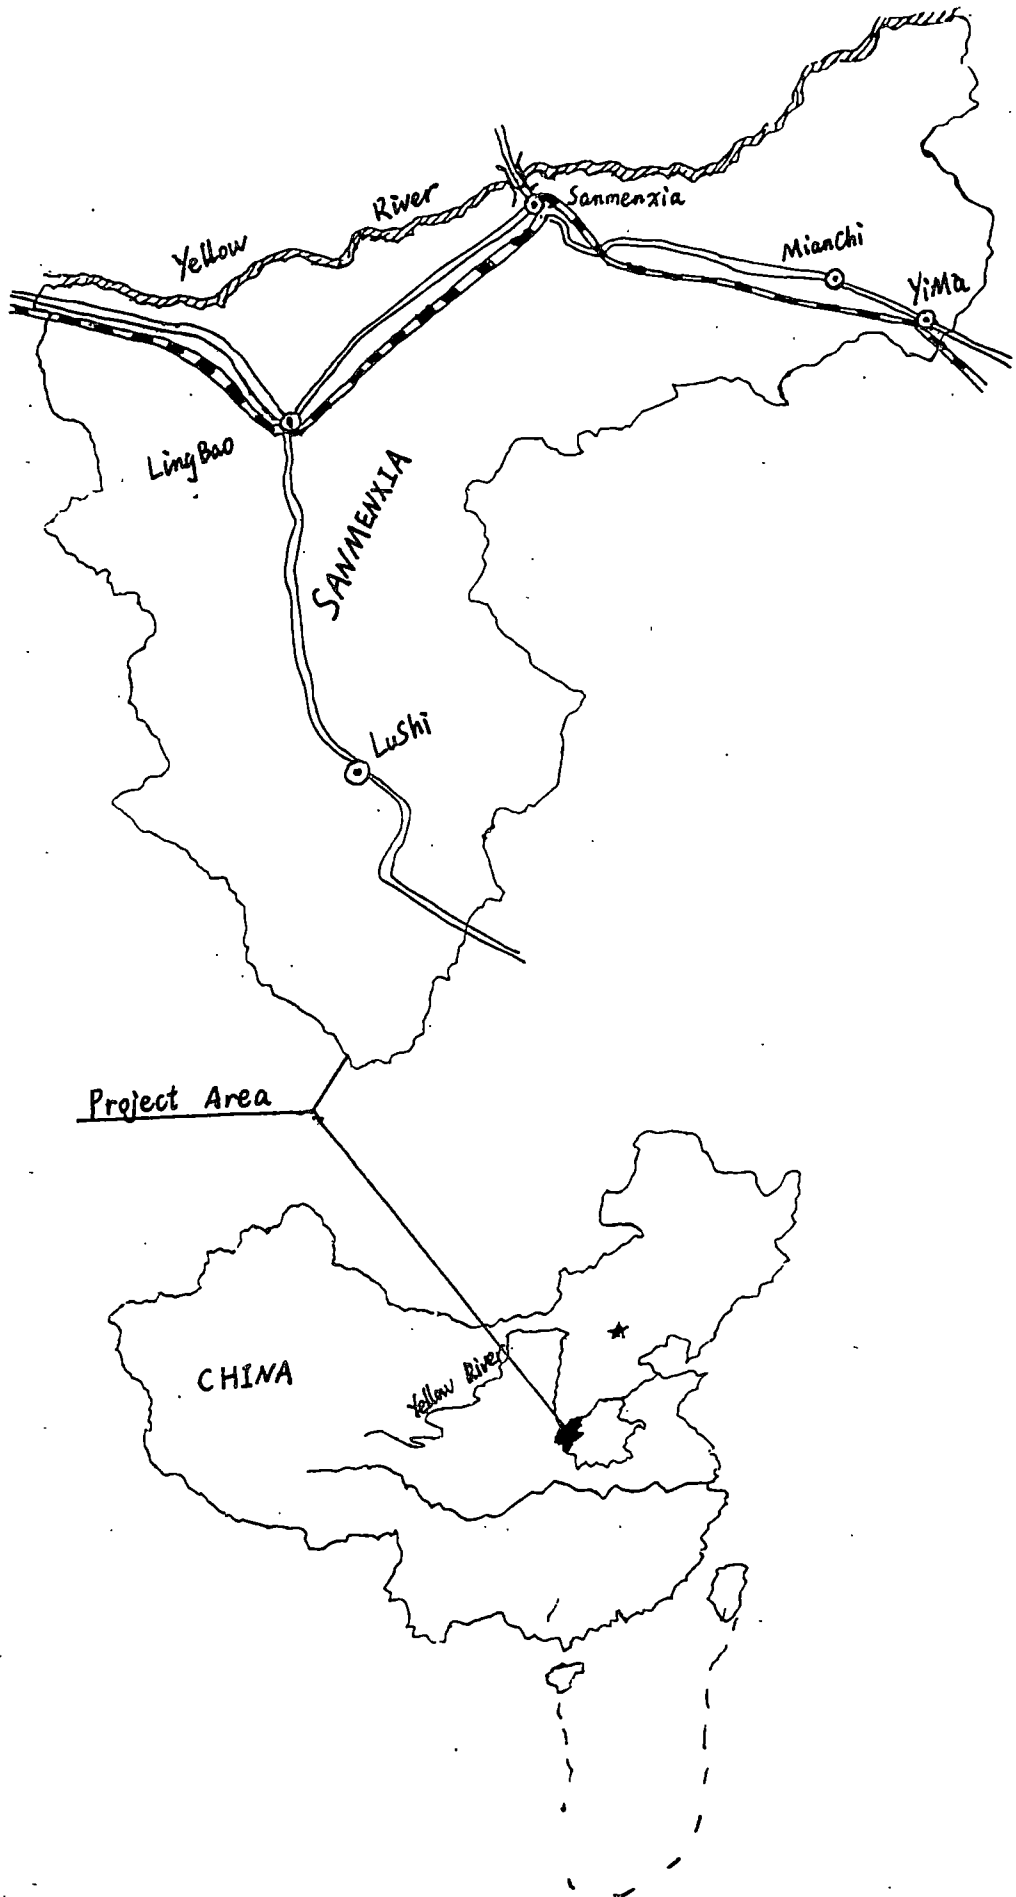 Yellow River
Sanmenxia
MianChi
YiMa
LingBao
SANMENXIA
LuShi
Project Area
CHINA
Yellow River